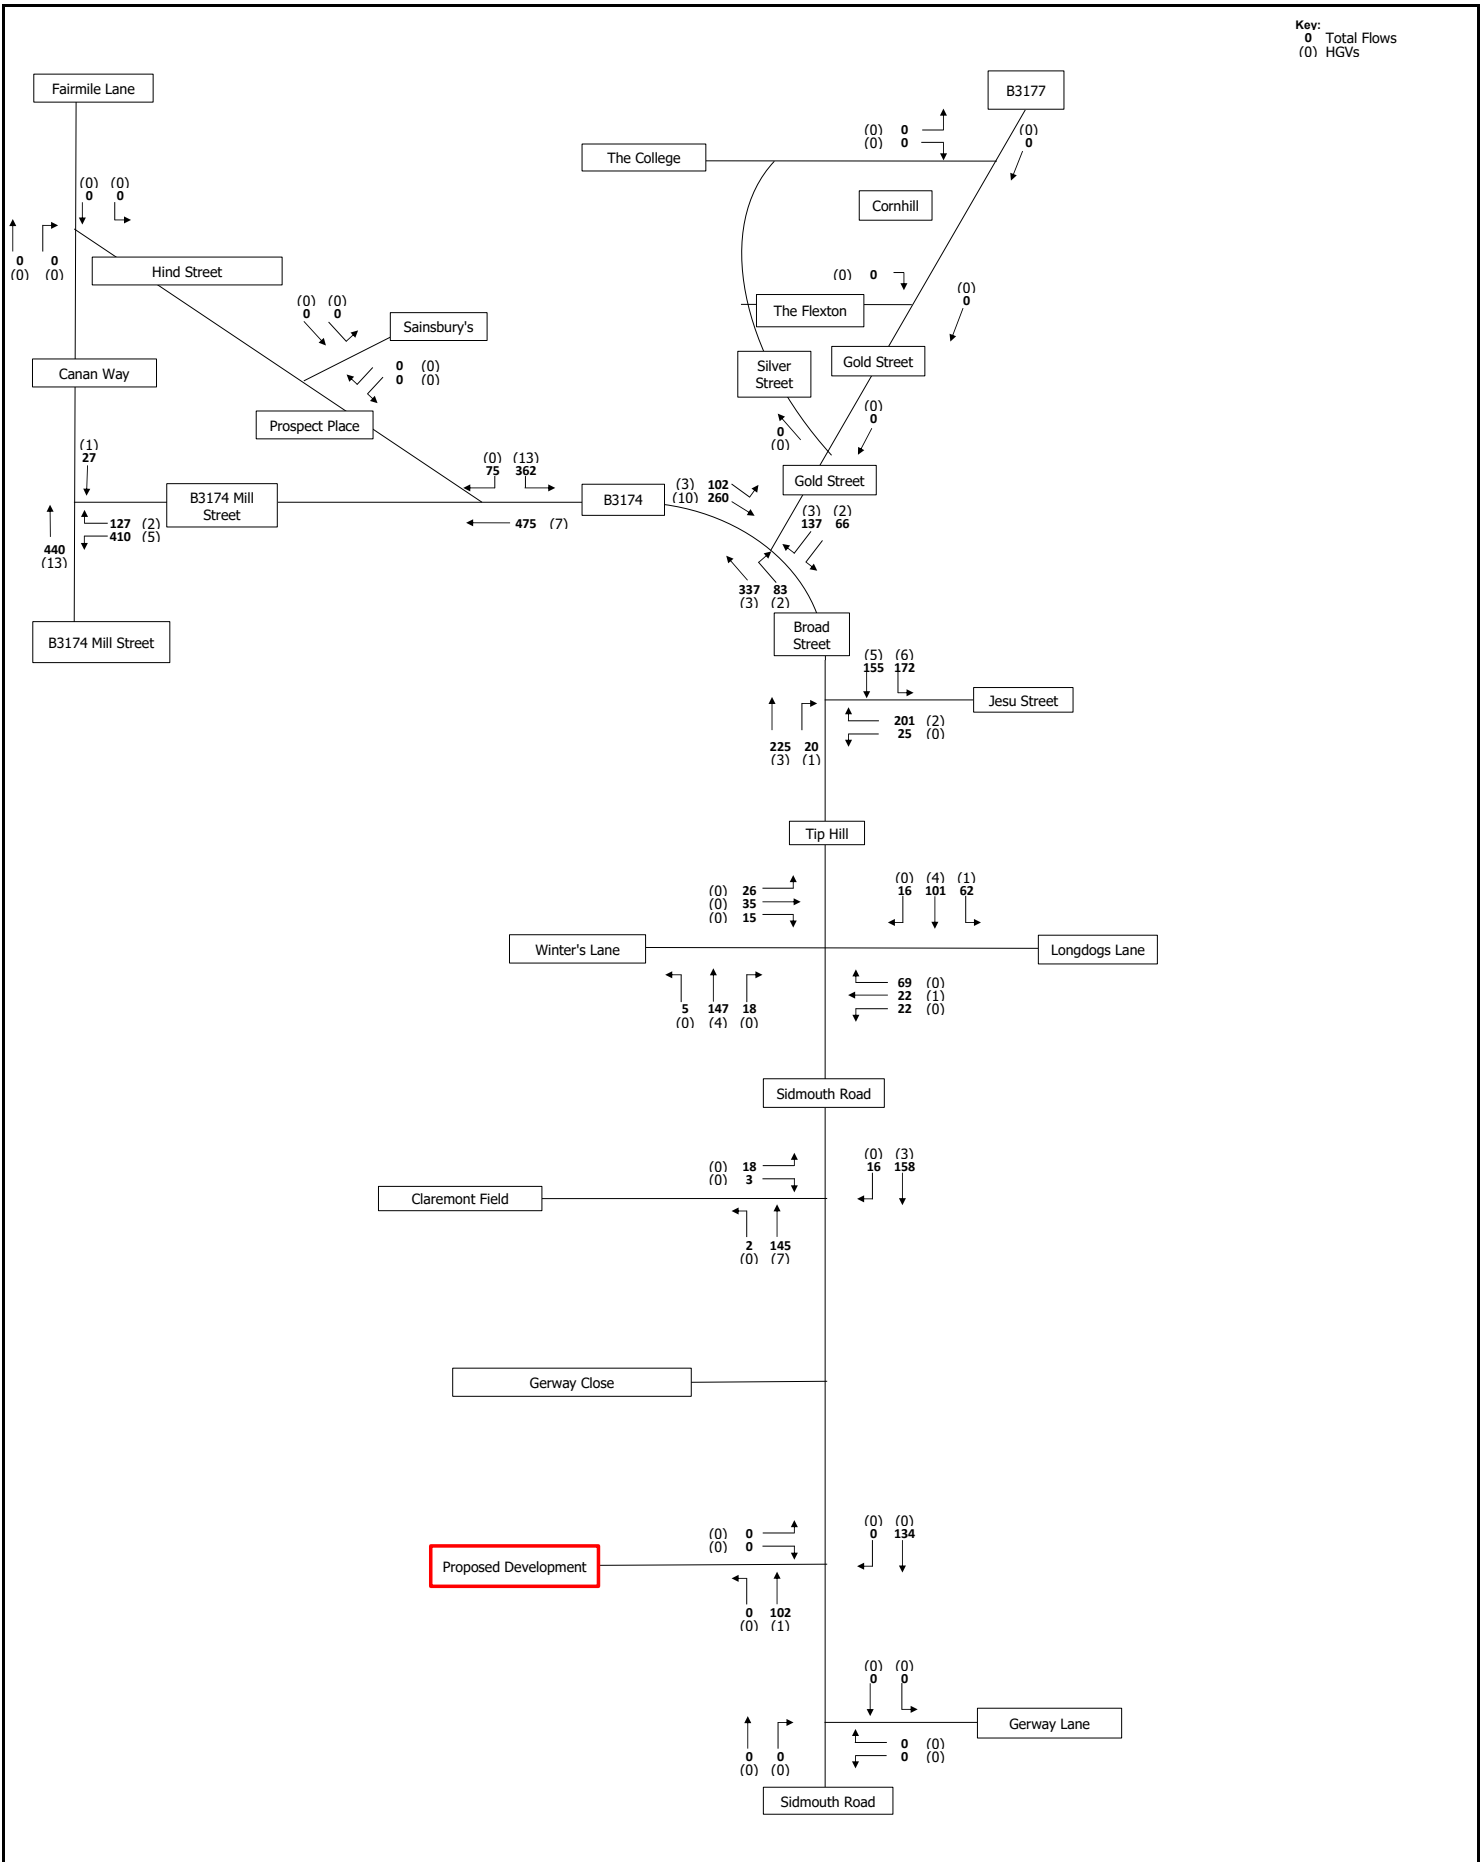 Key:
0 Total Flows
(0) HGVs
Fairmile Lane
B3177
(0) 0
(0) 0
(0)
0
The College
(0) (0)
0 0
Cornhill
0 0
(0) (0)
Hind Street
(0) 0
(0)
0
The Flexton
(0) (0)
0 0
Sainsbury's
Gold Street
Silver
Street
Canan Way
0 (0)
0 (0)
(0)
0
Prospect Place
0
(0)
(1)
27
(0) (13)
75 362
B3174 Mill
Street
B3174
(3) 102
(10) 260
Gold Street
(3) (2)
137 66
127 (2)
410 (5)
475 (7)
440
(13)
337 83
(3) (2)
B3174 Mill Street
Broad
Street
(5) (6)
155 172
Jesu Street
201 (2)
25 (0)
225 20
(3) (1)
Tip Hill
(0) 26
(0) 35
(0) 15
(0) (4) (1)
16 101 62
Winter's Lane
Longdogs Lane
69 (0)
22 (1)
22 (0)
5 147 18
(0) (4) (0)
Sidmouth Road
(0) 18
(0) 3
(0) (3)
16 158
Claremont Field
2 145
(0) (7)
Gerway Close
(0) 0
(0) 0
(0) (0)
0 134
Proposed Development
0 102
(0) (1)
(0) (0)
0 0
Gerway Lane
0 (0)
0 (0)
0 0
(0) (0)
Sidmouth Road